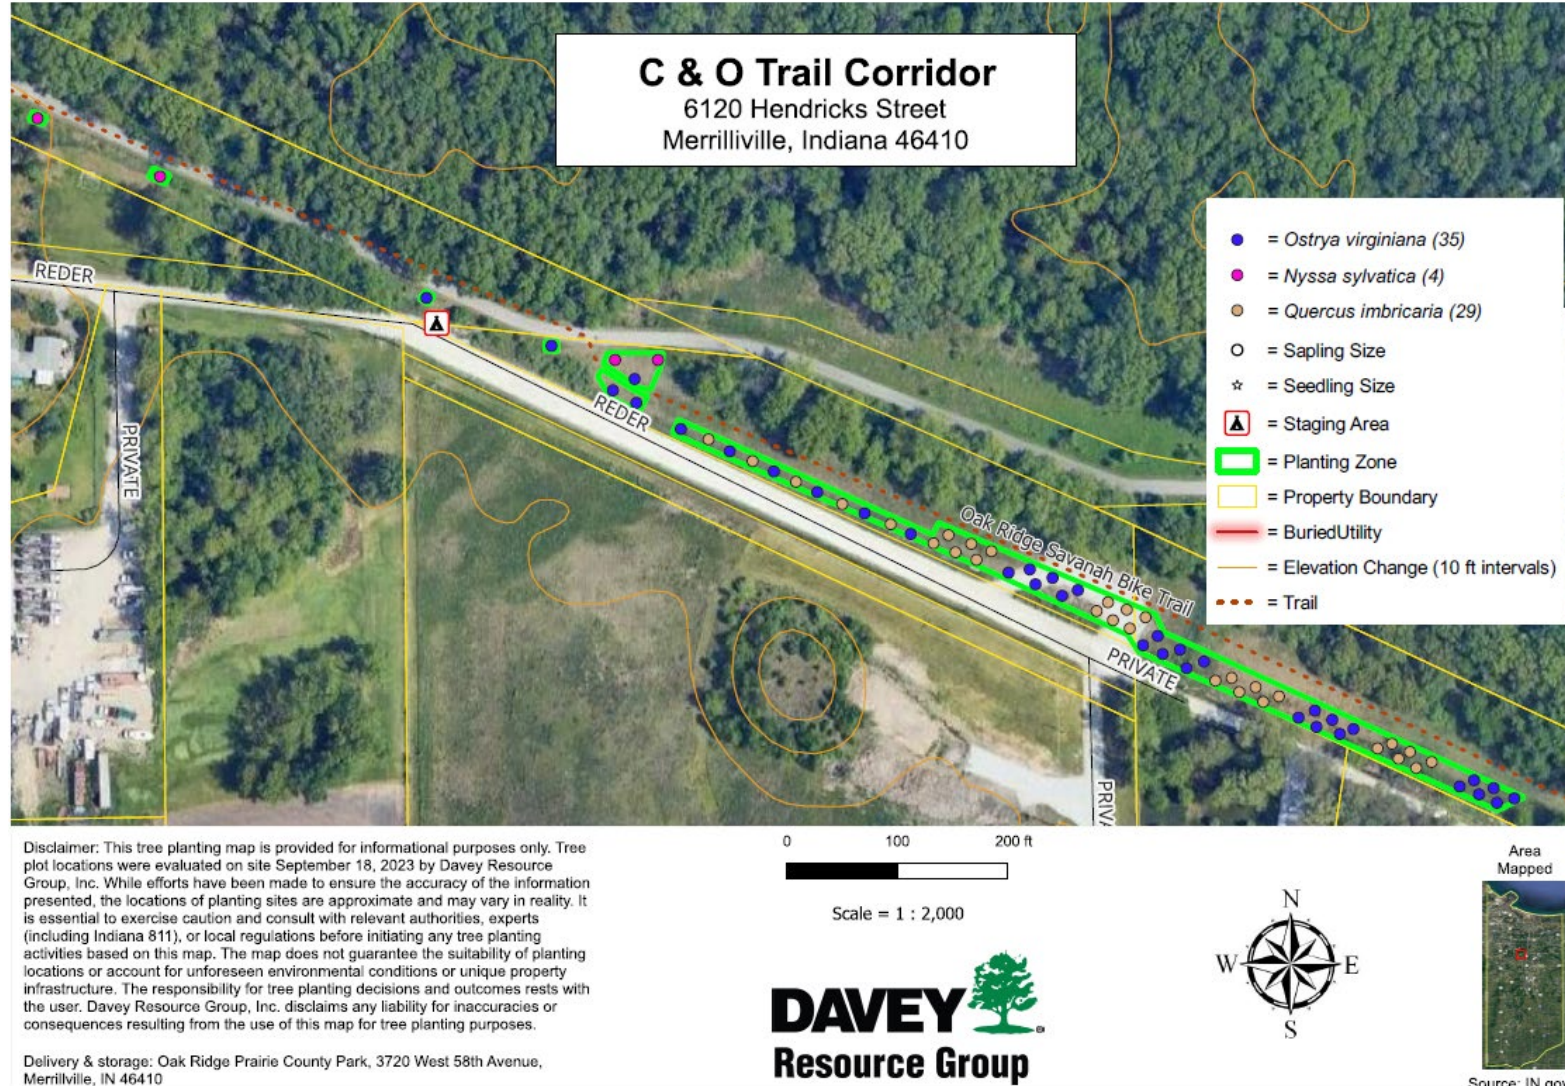 C & O Trail Corridor
6120 Hendricks Street
Merrilliville, Indiana 46410
REDER
PRIVATE
REDER
Oak Ridge Savanah Bike Trail
PRIVATE
= Ostrya virginiana (35)
= Nyssa sylvatica (4)
= Quercus imbricaria (29)
= Sapling Size
= Seedling Size
= Staging Area
= Planting Zone
= Property Boundary
= BuriedUtility
= Elevation Change (10 ft intervals)
= Trail
Disclaimer: This tree planting map is provided for informational purposes only. Tree
plot locations were evaluated on site September 18, 2023 by Davey Resource
Group, Inc. While efforts have been made to ensure the accuracy of the information
presented, the locations of planting sites are approximate and may vary in reality. It
is essential to exercise caution and consult with relevant authorities, experts
(including Indiana 811), or local regulations before initiating any tree planting
activities based on this map. The map does not guarantee the suitability of planting
locations or account for unforeseen environmental conditions or unique property
infrastructure. The responsibility for tree planting decisions and outcomes rests with
the user. Davey Resource Group, Inc. disclaims any liability for inaccuracies or
consequences resulting from the use of this map for tree planting purposes.
Delivery & storage: Oak Ridge Prairie County Park, 3720 West 58th Avenue,
Merrillville, IN 46410
0 100 200 ft
Scale = 1 : 2,000
DAVEY
Resource Group
N
W E
S
Area
Mapped
Source: IN.gov